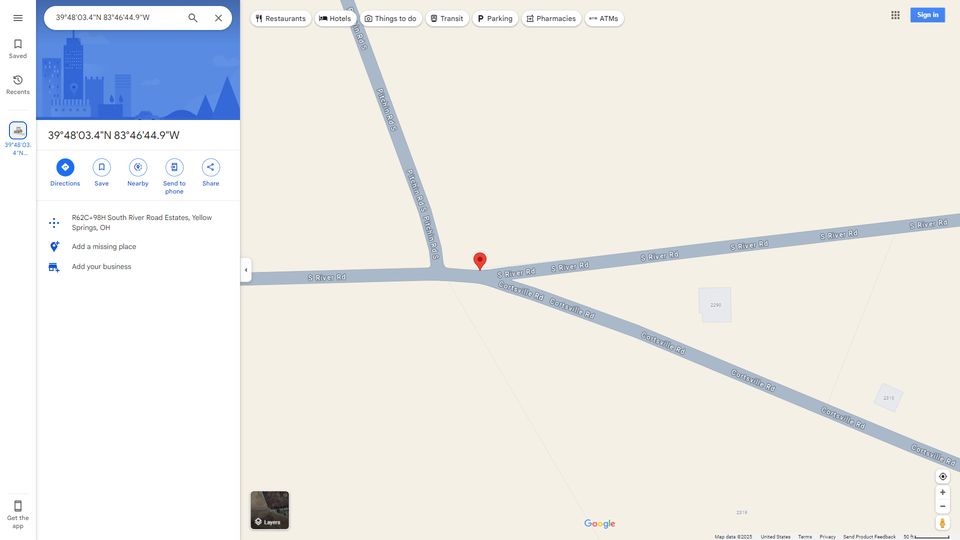 39°48'03.4"N 83°46'44.9"W
Restaurants
Hotels
Things to do
Transit
Parking
Pharmacies
ATMs
Sign in
Saved
Recents
39°48'03.
4"N...
39°48'03.4"N 83°46'44.9"W
Directions
Save
Nearby
Send to
phone
Share
R62C+98H South River Road Estates, Yellow
Springs, OH
Add a missing place
Add your business
Get the
app
Pitchin Rd S
Pitchin Rd S
Pitchin Rd S
Pitchin Rd S
S River Rd
S River Rd
S River Rd
S River Rd
S River Rd
S River Rd
S River Rd
Cortsville Rd
Cortsville Rd
Cortsville Rd
Cortsville Rd
Cortsville Rd
Cortsville Rd
2290
2315
2319
Layers
Google
Map data ©2025
United States
Terms
Privacy
Send Product Feedback
50 ft